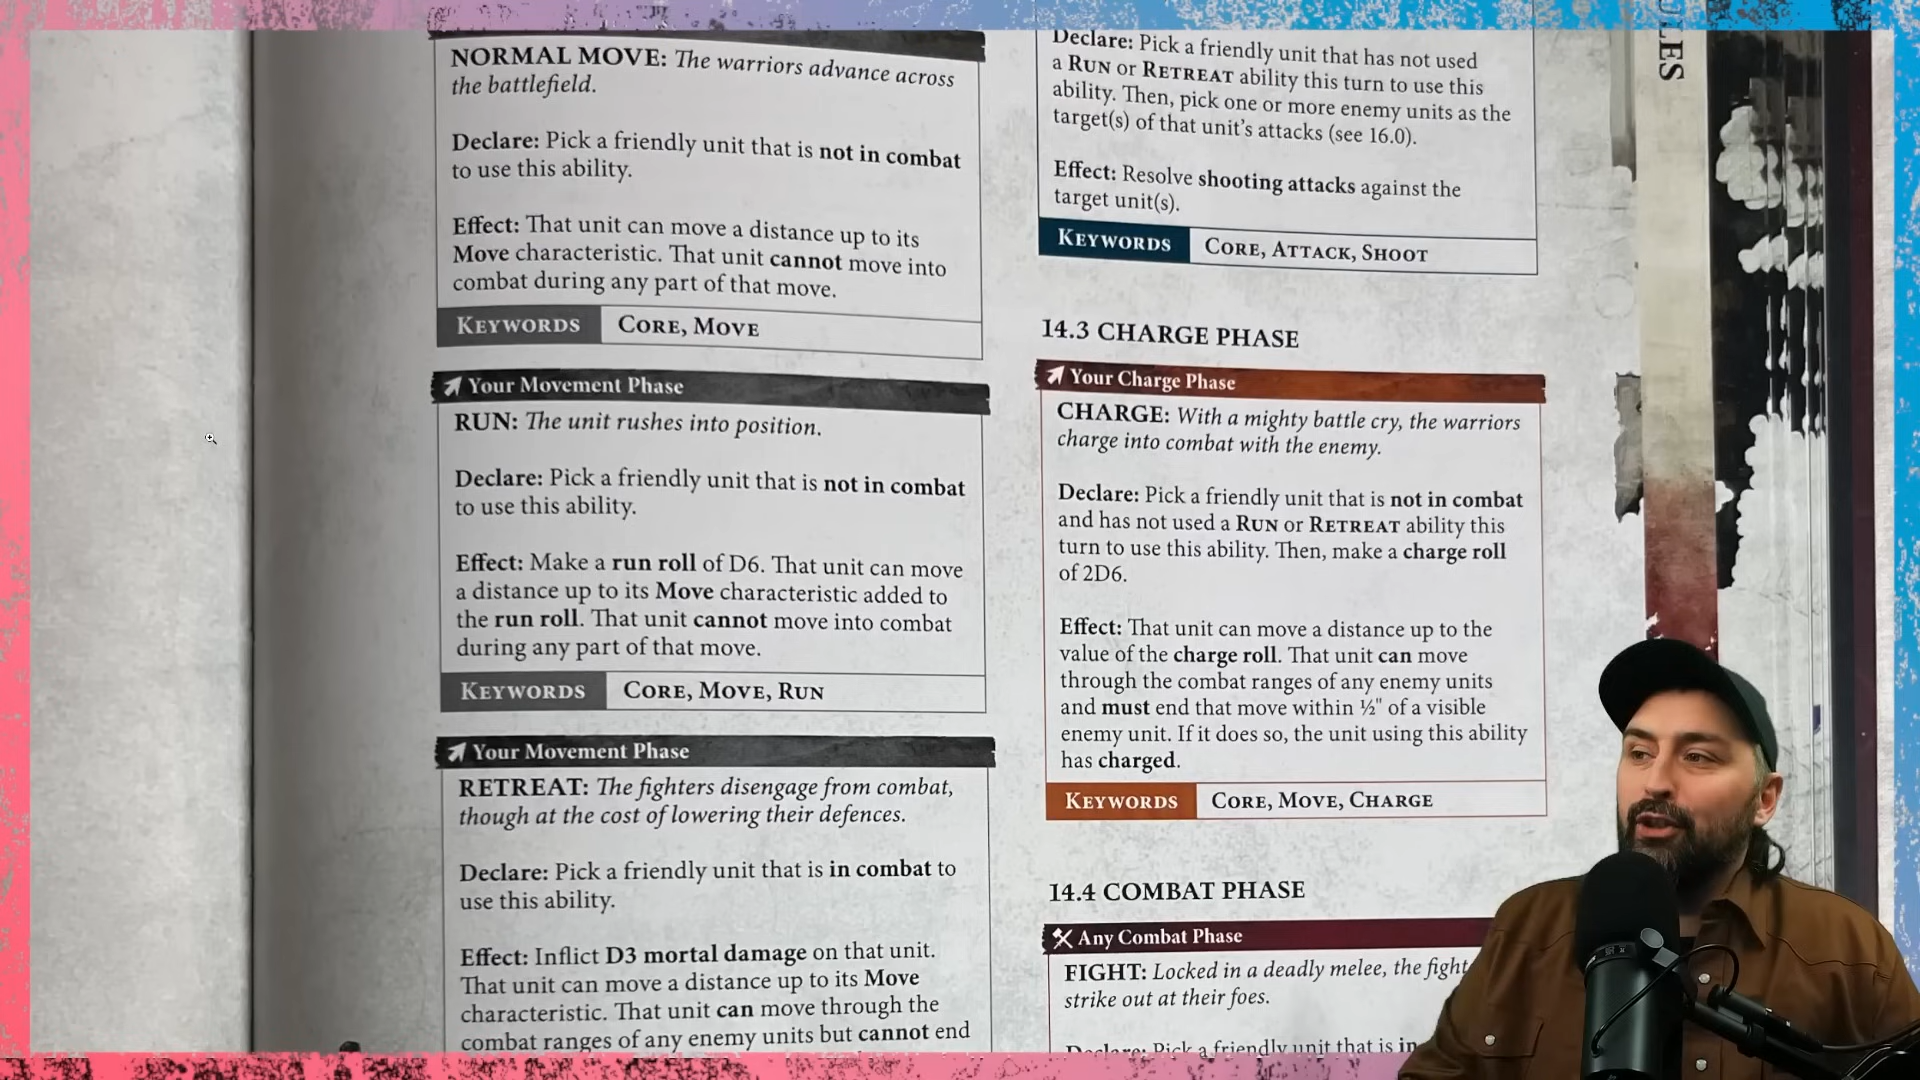 NORMAL MOVE: The warriors advance across
the battlefield.
Declare: Pick a friendly unit that is not in combat
to use this ability.
Effect: That unit can move a distance up to its
Move characteristic. That unit cannot move into
combat during any part of that move.
KEYWORDS CORE, MOVE
Your Movement Phase
RUN: The unit rushes into position.
Declare: Pick a friendly unit that is not in combat
to use this ability.
Effect: Make a run roll of D6. That unit can move
a distance up to its Move characteristic added to
the run roll. That unit cannot move into combat
during any part of that move.
KEYWORDS CORE, MOVE, RUN
Your Movement Phase
RETREAT: The fighters disengage from combat,
though at the cost of lowering their defences.
Declare: Pick a friendly unit that is in combat to
use this ability.
Effect: Inflict D3 mortal damage on that unit.
That unit can move a distance up to its Move
characteristic. That unit can move through the
combat ranges of any enemy units but cannot end
Declare: Pick a friendly unit that has not used
a RUN or RETREAT ability this turn to use this
ability. Then, pick one or more enemy units as the
target(s) of that unit's attacks (see 16.0).
Effect: Resolve shooting attacks against the
target unit(s).
KEYWORDS CORE, ATTACK, SHOOT
14.3 CHARGE PHASE
Your Charge Phase
CHARGE: With a mighty battle cry, the warriors
charge into combat with the enemy.
Declare: Pick a friendly unit that is not in combat
and has not used a RUN or RETREAT ability this
turn to use this ability. Then, make a charge roll
of 2D6.
Effect: That unit can move a distance up to the
value of the charge roll. That unit can move
through the combat ranges of any enemy units
and must end that move within ½" of a visible
enemy unit. If it does so, the unit using this ability
has charged.
KEYWORDS CORE, MOVE, CHARGE
14.4 COMBAT PHASE
Any Combat Phase
FIGHT: Locked in a deadly melee, the fight
strike out at their foes.
Declare: Pick a friendly unit that is in